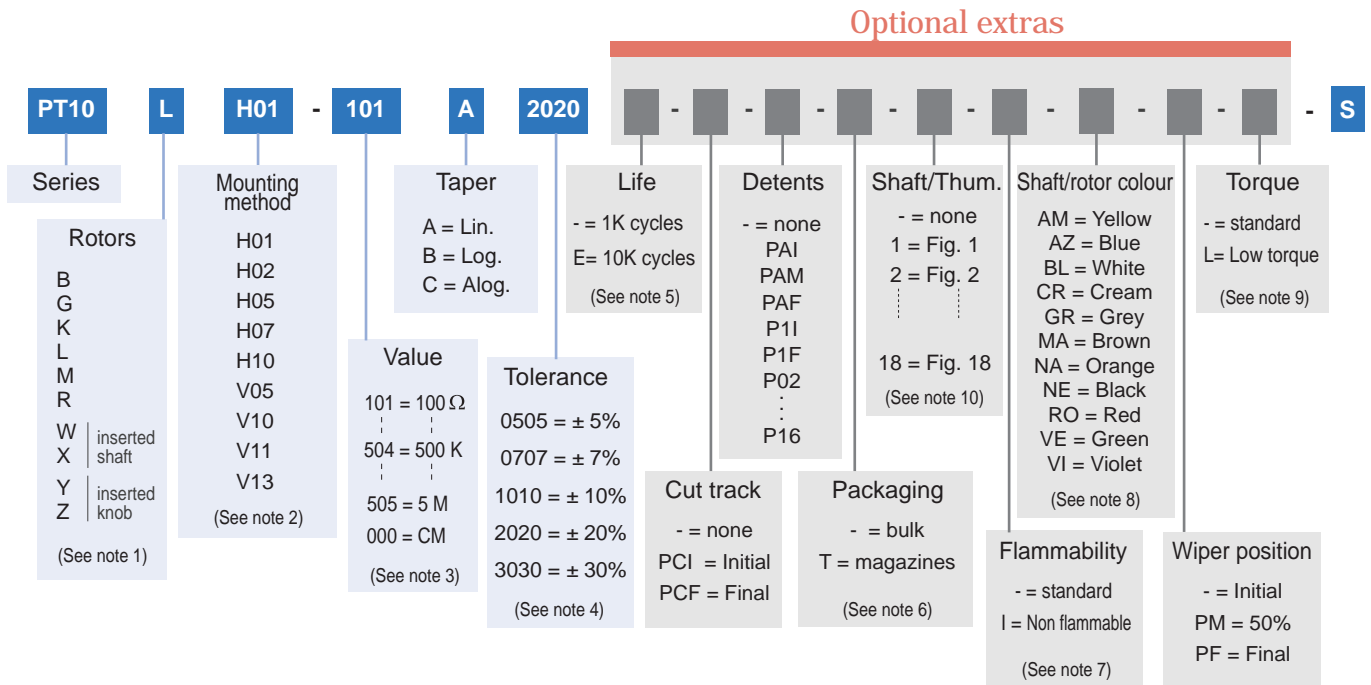 Optional extras
PT10 L H01 - 101 A 2020 - - - - - - - - - S
Series
Rotors
B
G
K
L
M
R
W
X
inserted
shaft
Y
Z
inserted
knob
(See note 1)
Mounting
method
H01
H02
H05
H07
H10
V05
V10
V11
V13
(See note 2)
Value
101 = 100 Ω
504 = 500 K
505 = 5 M
000 = CM
(See note 3)
Taper
A = Lin.
B = Log.
C = Alog.
Tolerance
0505 = ± 5%
0707 = ± 7%
1010 = ± 10%
2020 = ± 20%
3030 = ± 30%
(See note 4)
Life
- = 1K cycles
E= 10K cycles
(See note 5)
Cut track
- = none
PCI = Initial
PCF = Final
Detents
- = none
PAI
PAM
PAF
P1I
P1F
P02
:
P16
Packaging
- = bulk
T = magazines
(See note 6)
Shaft/Thum.
- = none
1 = Fig. 1
2 = Fig. 2
18 = Fig. 18
(See note 10)
Flammability
- = standard
I = Non flammable
(See note 7)
Shaft/rotor colour
AM = Yellow
AZ = Blue
BL = White
CR = Cream
GR = Grey
MA = Brown
NA = Orange
NE = Black
RO = Red
VE = Green
VI = Violet
(See note 8)
Wiper position
- = Initial
PM = 50%
PF = Final
Torque
- = standard
L= Low torque
(See note 9)